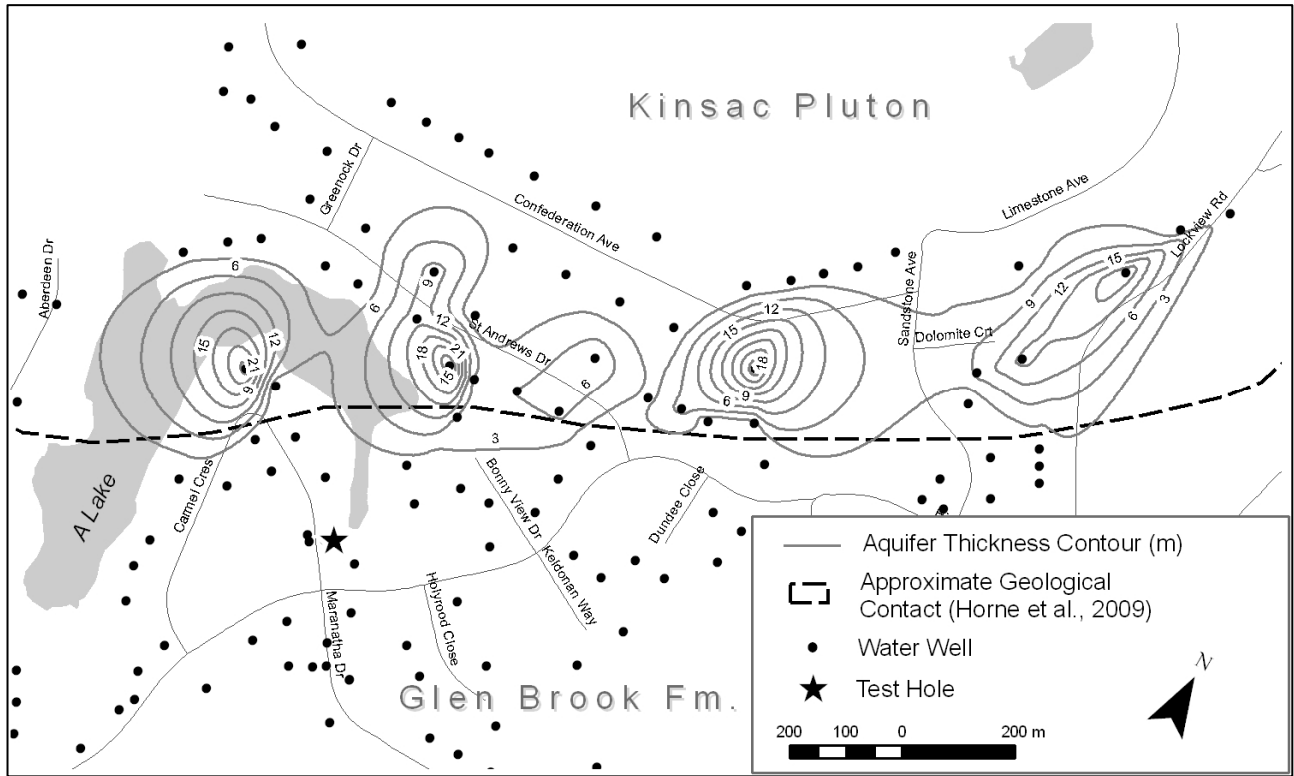 Kinsac Pluton
Greenock Dr
Confederation Ave
Limestone Ave
Lockview Rd
Aberdeen Dr
Sandstone Ave
Dolomite Crt
St Andrews Dr
6
15
12
21
9
6
9
12
18
21
15
6
3
15
12
18
9
6
9
12
15
6
3
A Lake
Carmel Cres
Bonny View Dr
Dundee Close
Keldonan Way
Holyrood Close
Maranatha Dr
Glen Brook Fm.
Aquifer Thickness Contour (m)
Approximate Geological
Contact (Horne et al., 2009)
Water Well
Test Hole
N
200 100 0 200 m